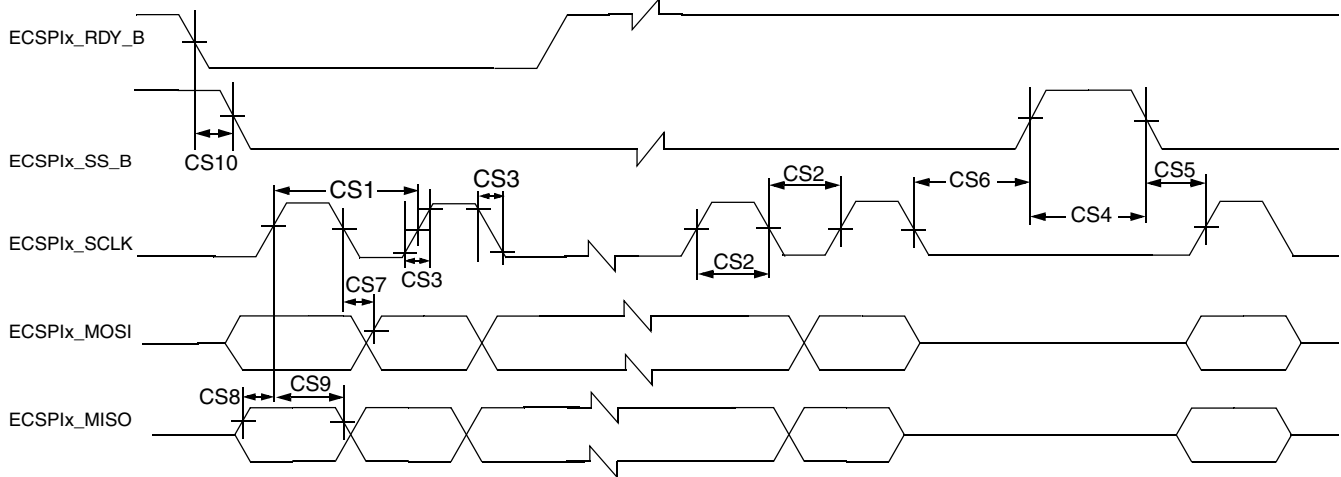 ECSPIx_RDY_B
CS10
ECSPIx_SS_B
CS1
CS3
CS2
CS6
CS5
CS4
ECSPIx_SCLK
CS3
CS2
CS7
ECSPIx_MOSI
CS8
CS9
ECSPIx_MISO